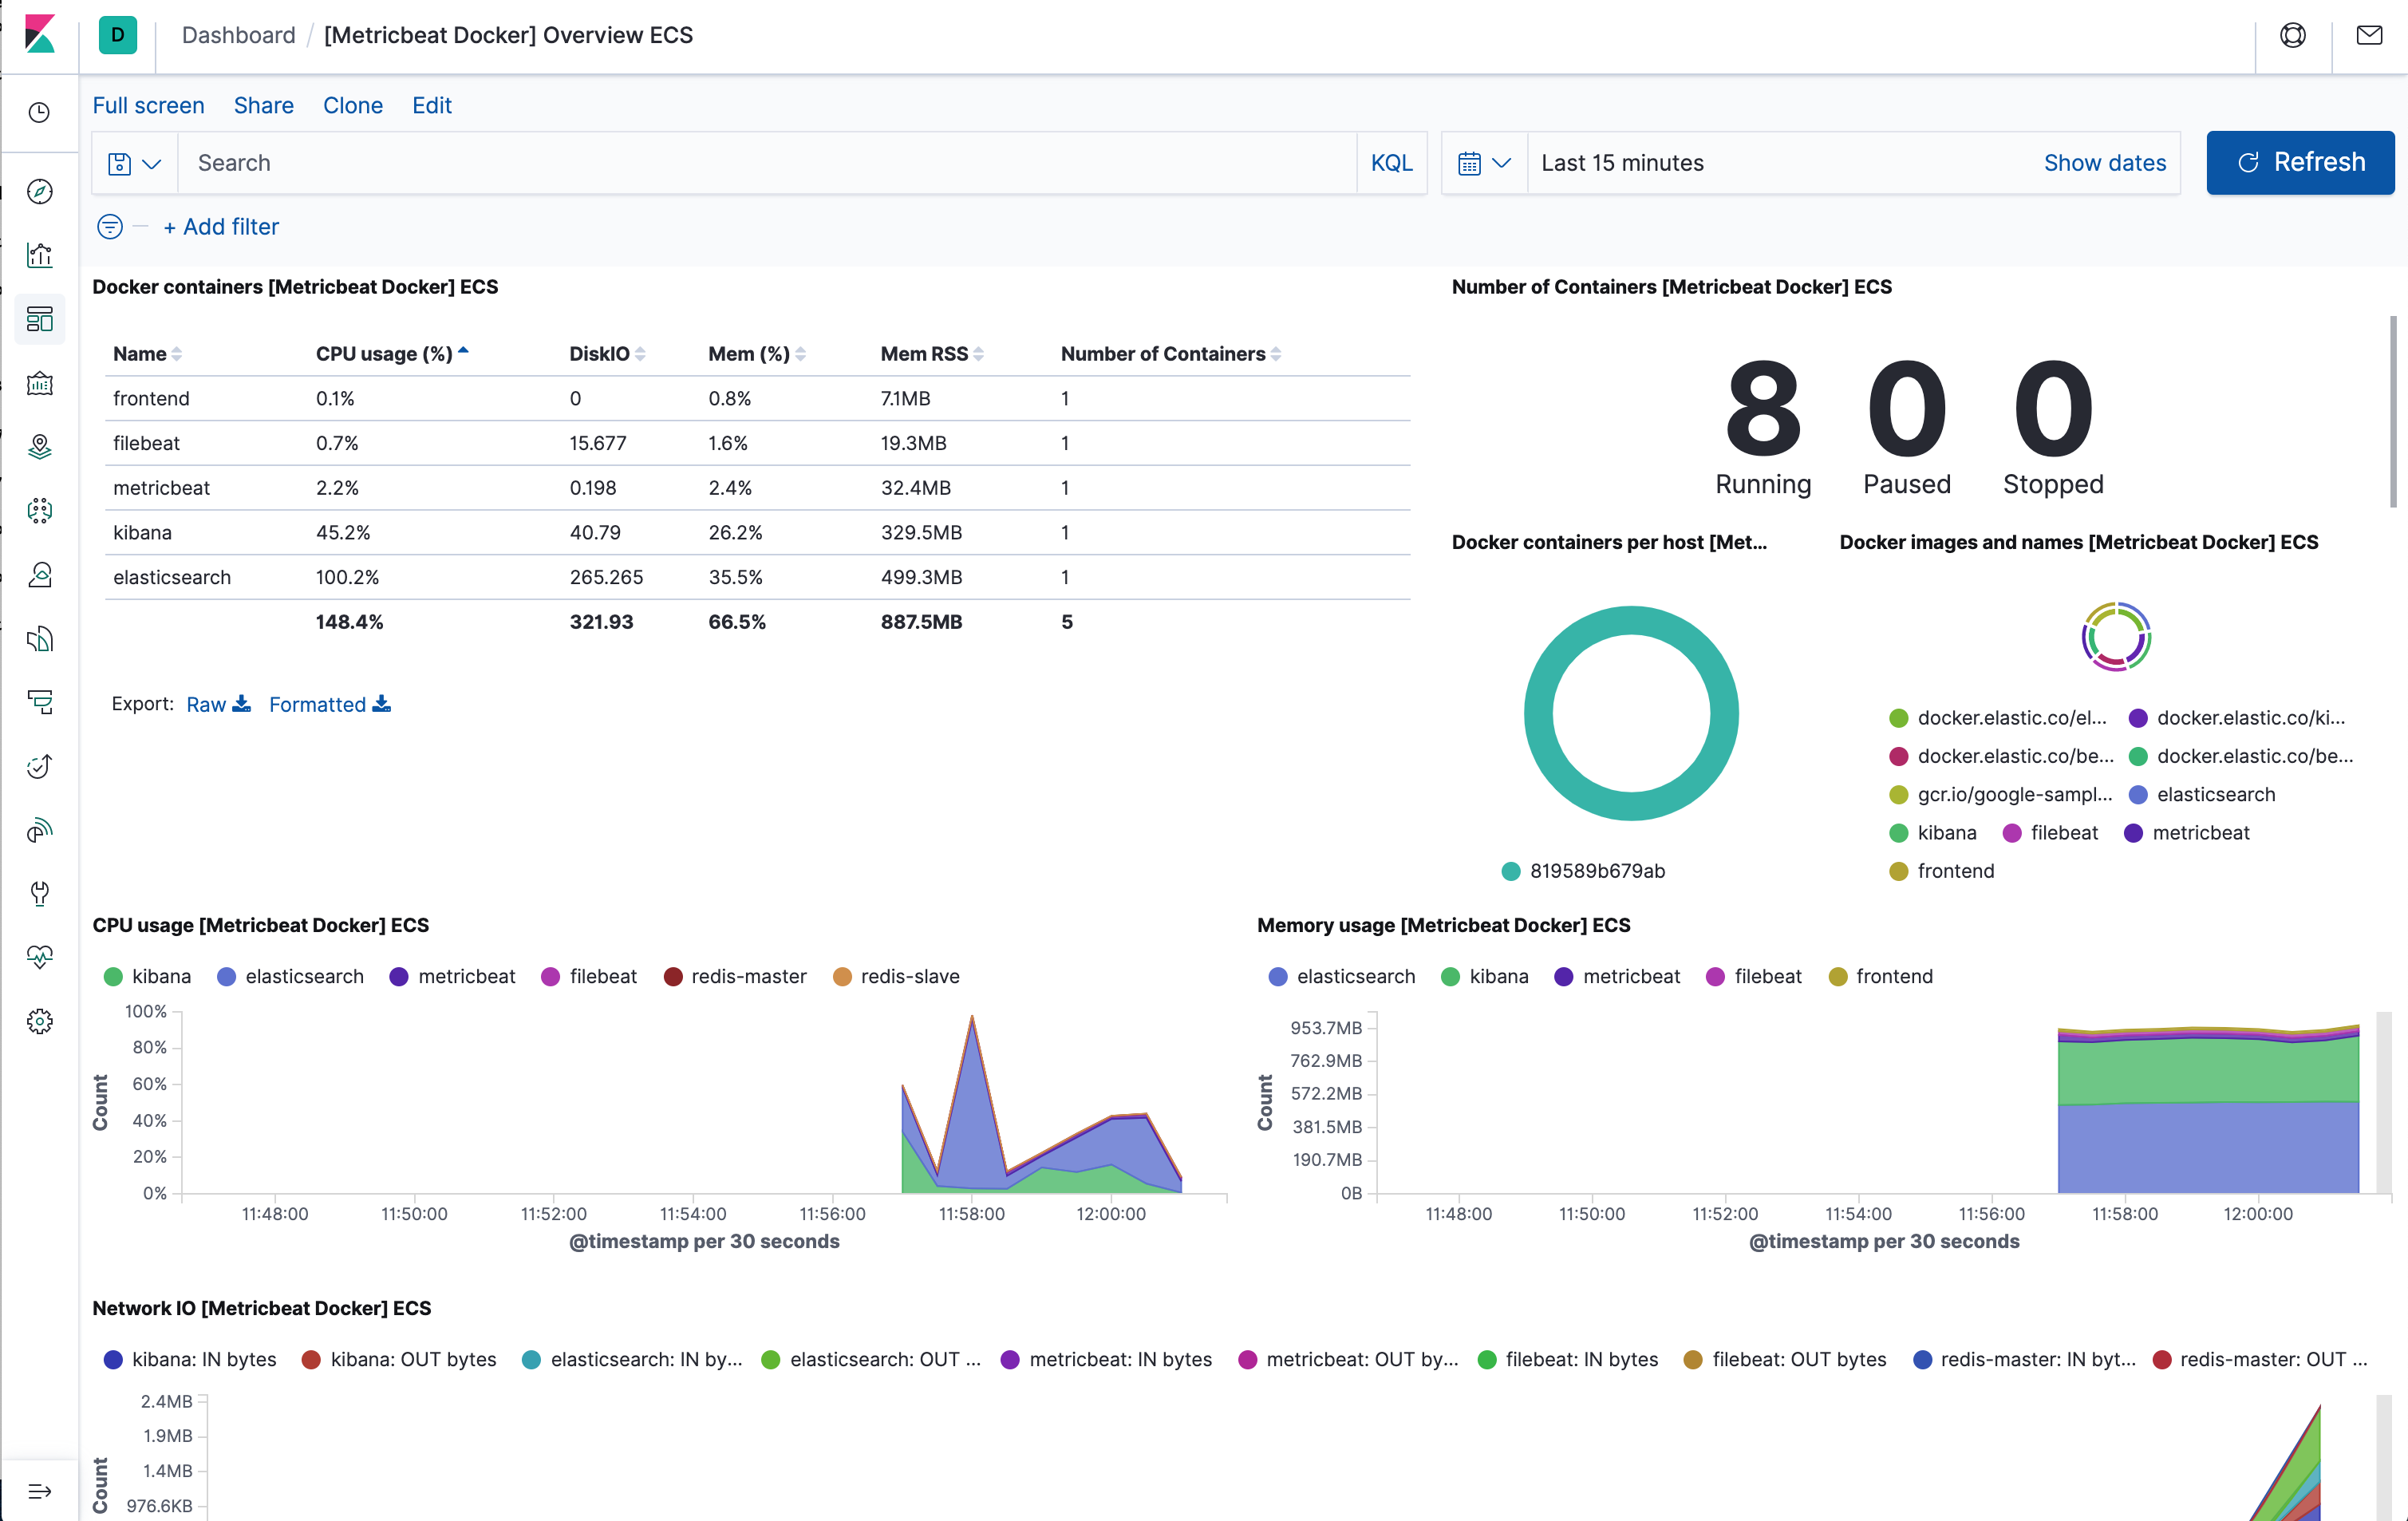 D Dashboard / [Metricbeat Docker] Overview ECS
Full screen Share Clone Edit
Search KQL Last 15 minutes Show dates Refresh
+ Add filter
Docker containers [Metricbeat Docker] ECS
Name CPU usage (%) DiskIO Mem (%) Mem RSS Number of Containers
frontend 0.1% 0 0.8% 7.1MB 1
filebeat 0.7% 15.677 1.6% 19.3MB 1
metricbeat 2.2% 0.198 2.4% 32.4MB 1
kibana 45.2% 40.79 26.2% 329.5MB 1
elasticsearch 100.2% 265.265 35.5% 499.3MB 1
148.4% 321.93 66.5% 887.5MB 5
Export: Raw Formatted
Number of Containers [Metricbeat Docker] ECS
8 0 0
Running Paused Stopped
Docker containers per host [Met...
819589b679ab
Docker images and names [Metricbeat Docker] ECS
docker.elastic.co/el... docker.elastic.co/ki...
docker.elastic.co/be... docker.elastic.co/be...
gcr.io/google-sampl... elasticsearch
kibana filebeat metricbeat
frontend
CPU usage [Metricbeat Docker] ECS
kibana elasticsearch metricbeat filebeat redis-master redis-slave
100%
80%
60%
40%
20%
0%
Count
11:48:00 11:50:00 11:52:00 11:54:00 11:56:00 11:58:00 12:00:00
@timestamp per 30 seconds
Memory usage [Metricbeat Docker] ECS
elasticsearch kibana metricbeat filebeat frontend
953.7MB
762.9MB
572.2MB
381.5MB
190.7MB
0B
Count
11:48:00 11:50:00 11:52:00 11:54:00 11:56:00 11:58:00 12:00:00
@timestamp per 30 seconds
Network IO [Metricbeat Docker] ECS
kibana: IN bytes kibana: OUT bytes elasticsearch: IN by... elasticsearch: OUT ... metricbeat: IN bytes metricbeat: OUT by... filebeat: IN bytes filebeat: OUT bytes redis-master: IN byt... redis-master: OUT ...
2.4MB
1.9MB
1.4MB
976.6KB
Count